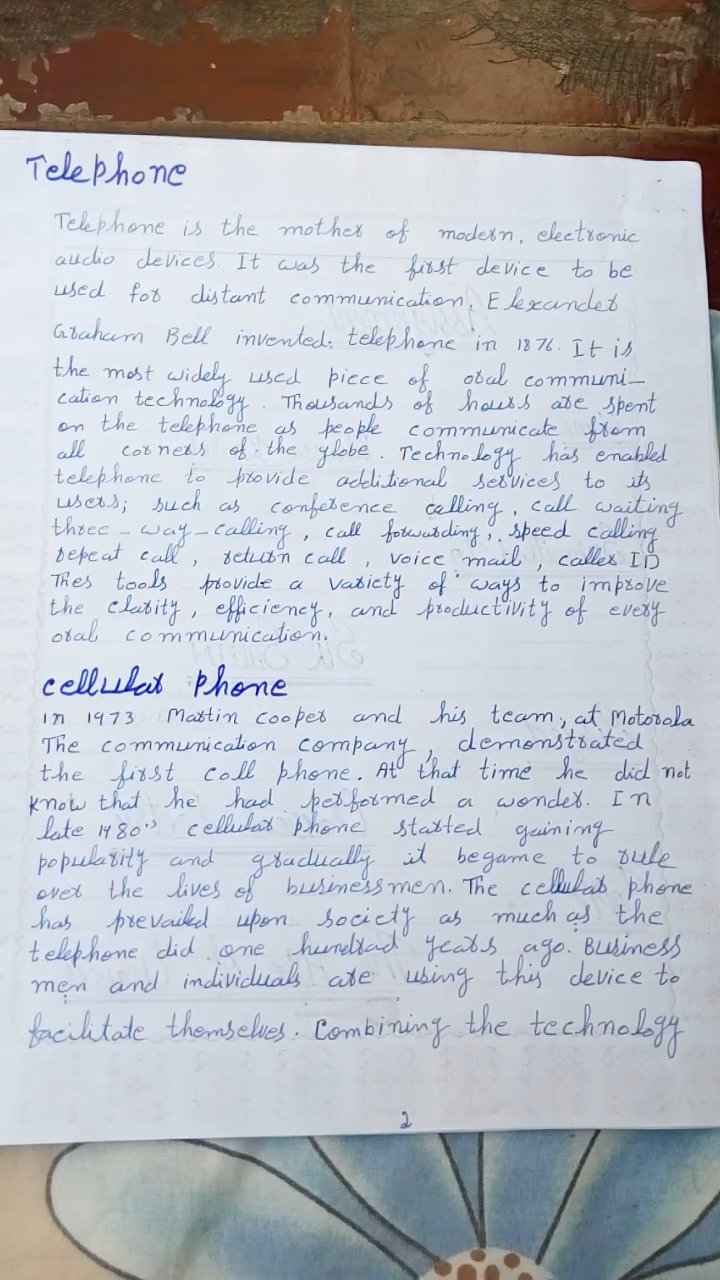 Telephone
Telephone is the mother of modern, electronic
audio devices. It was the first device to be
used for distant communication. Elexander
Graham Bell invented. telephone in 1876. It is
the most widely used piece of oral communi-
cation technology. Thousands of hours are spent
on the telephone as people communicate from
all corners of the globe. Technology has enabled
telephone to provide additional services to its
users; such as conference calling, call waiting
three-way-calling, call forwarding, speed calling
repeat call, return call, voice mail, caller ID
Thes tools provide a variety of ways to improve
the clarity, efficiency, and productivity of every
oral communication.
cellular phone
in 1973 Martin cooper and his team, at Motorola
The communication company, demonstrated
the first coll phone. At that time he did not
know that he had performed a wonder. In
late 1980's cellular phone started gaining
popularity and gradually it begame to rule
over the lives of businessmen. The cellular phone
has prevailed upon society as much as the
telephone did one hundrad years ago. Business
men and individuals are using this device to
facilitate themselves. Combining the technology
2